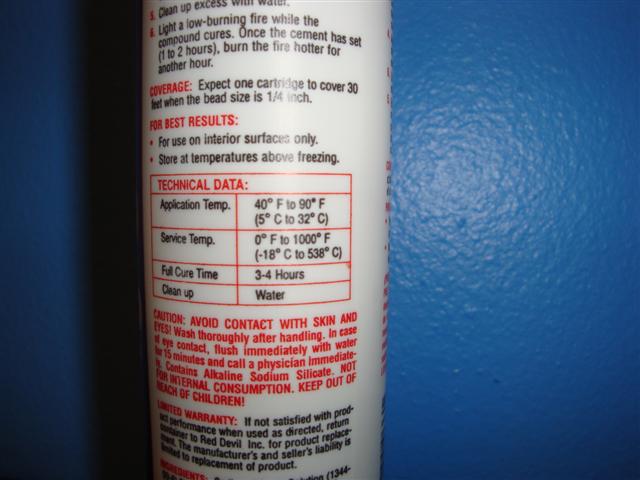 5. Clean up excess with water.
6. Light a low-burning fire while the
compound cures. Once the cement has set
(1 to 2 hours), burn the fire hotter for
another hour.
COVERAGE: Expect one cartridge to cover 30
feet when the bead size is 1/4 inch.
FOR BEST RESULTS:
• For use on interior surfaces only.
• Store at temperatures above freezing.
TECHNICAL DATA:
Application Temp. 40° F to 90° F
(5° C to 32° C)
Service Temp. 0° F to 1000° F
(-18° C to 538° C)
Full Cure Time 3-4 Hours
Clean up Water
CAUTION: AVOID CONTACT WITH SKIN AND
EYES! Wash thoroughly after handling. In case
of eye contact, flush immediately with water
for 15 minutes and call a physician immediate-
ly. Contains Alkaline Sodium Silicate. NOT
FOR INTERNAL CONSUMPTION. KEEP OUT OF
REACH OF CHILDREN!
LIMITED WARRANTY: If not satisfied with prod-
uct performance when used as directed, return
container to Red Devil Inc. for product replace-
ment. The manufacturer's and seller's liability is
limited to replacement of product.
INGREDIENTS: Solution (1344-